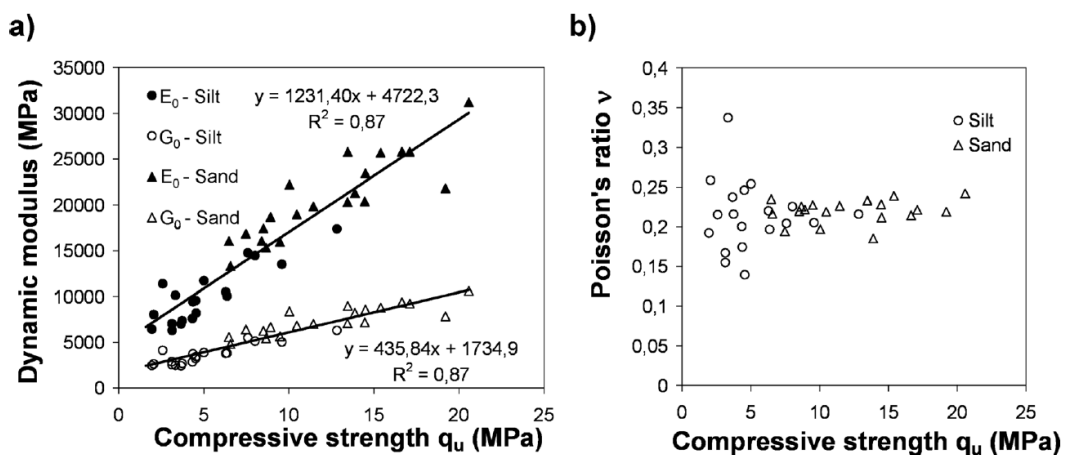 a)
Dynamic modulus (MPa)
35000
30000
25000
20000
15000
10000
5000
0
E₀ - Silt
G₀ - Silt
E₀ - Sand
G₀ - Sand
y = 1231,40x + 4722,3
R² = 0,87
y = 435,84x + 1734,9
R² = 0,87
0 5 10 15 20 25
Compressive strength qᵤ (MPa)
b)
Poisson's ratio ν
0,4
0,35
0,3
0,25
0,2
0,15
0,1
0,05
0
Silt
Sand
0 5 10 15 20 25
Compressive strength qᵤ (MPa)